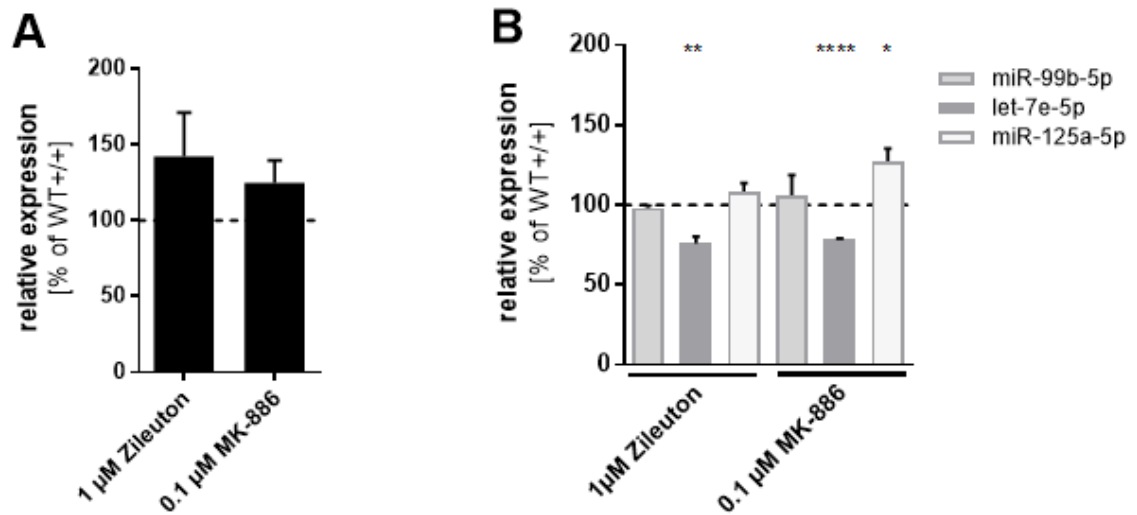 A
relative expression
[% of WT+/+]
200
150
100
50
0
1 µM Zileuton
0.1 µM MK-886
B
relative expression
[% of WT+/+]
200
150
100
50
0
** **** *
1µM Zileuton
0.1 µM MK-886
miR-99b-5p
let-7e-5p
miR-125a-5p